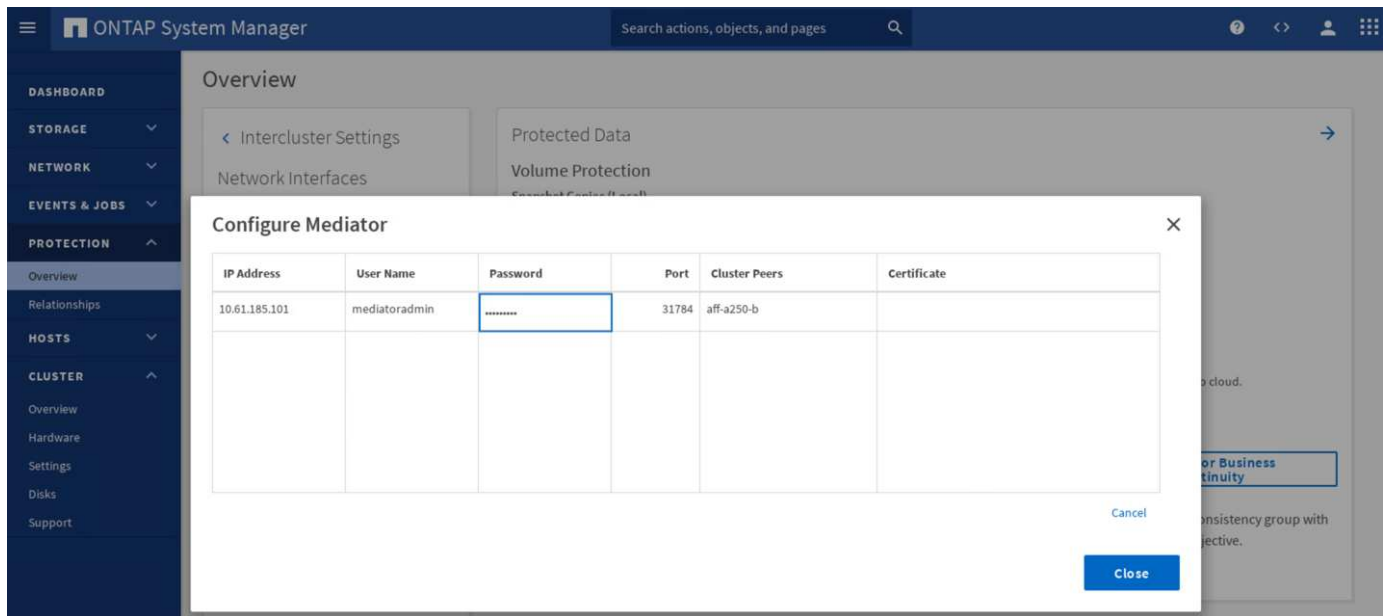 ONTAP System Manager
Search actions, objects, and pages
DASHBOARD
STORAGE
NETWORK
EVENTS & JOBS
PROTECTION
Overview
Relationships
HOSTS
CLUSTER
Overview
Hardware
Settings
Disks
Support
Overview
Intercluster Settings
Network Interfaces
Protected Data
Volume Protection
Snapshot Copies (Local)
Configure Mediator
IP Address User Name Password Port Cluster Peers Certificate
10.61.185.101 mediatoradmin ••••••••• 31784 aff-a250-b
Cancel
Close
cloud.
or Business
tinuity
onsistency group with
jective.